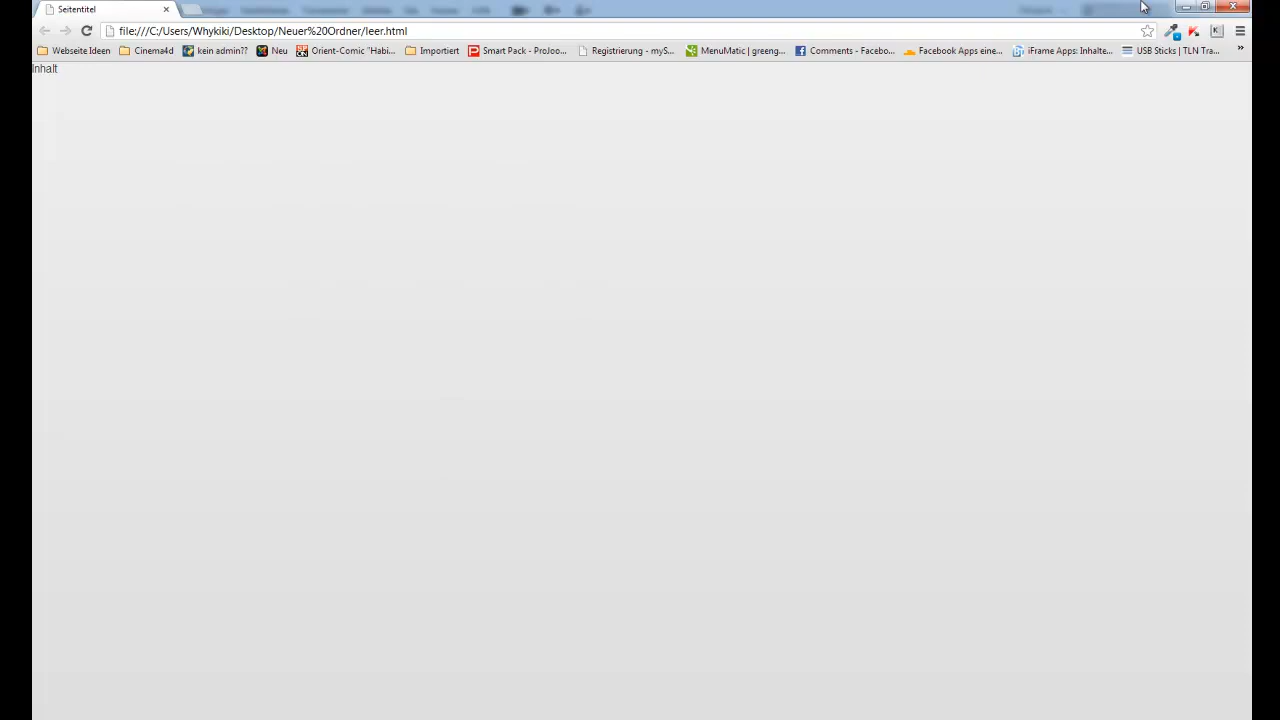 Seitentitel
file:///C:/Users/Whykiki/Desktop/Neuer%20Ordner/leer.html
Webseite Ideen Cinema4d kein admin?? Neu Orient-Comic "Habi... Importiert Smart Pack - ProJoo... Registrierung - myS... MenuMatic | greeng... Comments - Facebo... Facebook Apps eine... iFrame Apps: Inhalte... USB Sticks | TLN Tra... »
Inhalt